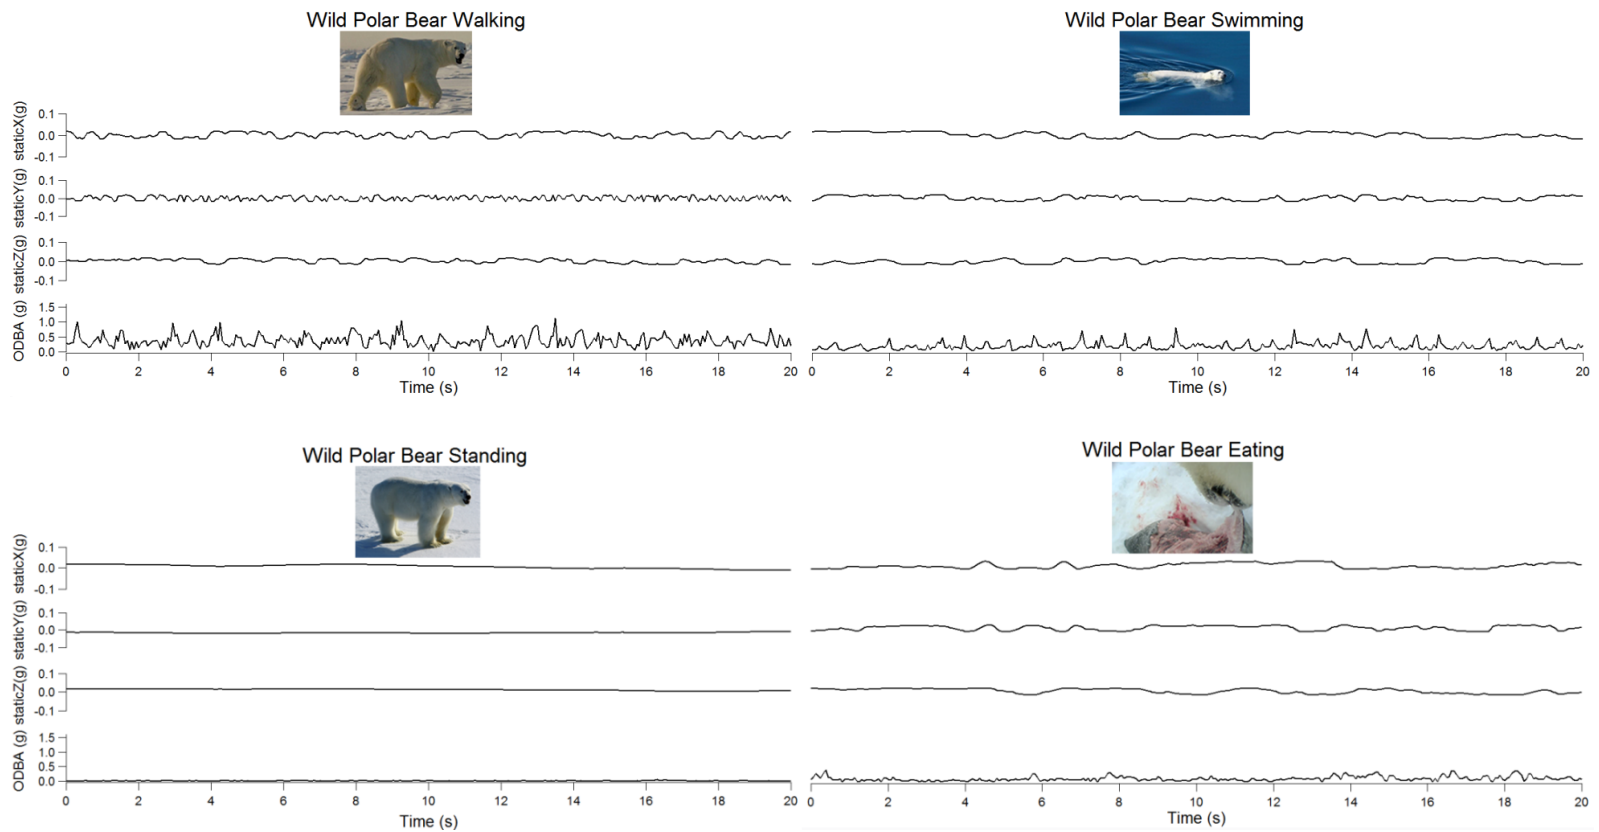 Wild Polar Bear Walking
staticX(g)
0.1
0.0
-0.1
staticY(g)
0.1
0.0
-0.1
staticZ(g)
0.1
0.0
-0.1
ODBA (g)
1.5
1.0
0.5
0.0
0 2 4 6 8 10 12 14 16 18 20
Time (s)
Wild Polar Bear Swimming
0 2 4 6 8 10 12 14 16 18 20
Time (s)
Wild Polar Bear Standing
staticX(g)
0.1
0.0
-0.1
staticY(g)
0.1
0.0
-0.1
staticZ(g)
0.1
0.0
-0.1
ODBA (g)
1.5
1.0
0.5
0.0
0 2 4 6 8 10 12 14 16 18 20
Time (s)
Wild Polar Bear Eating
0 2 4 6 8 10 12 14 16 18 20
Time (s)